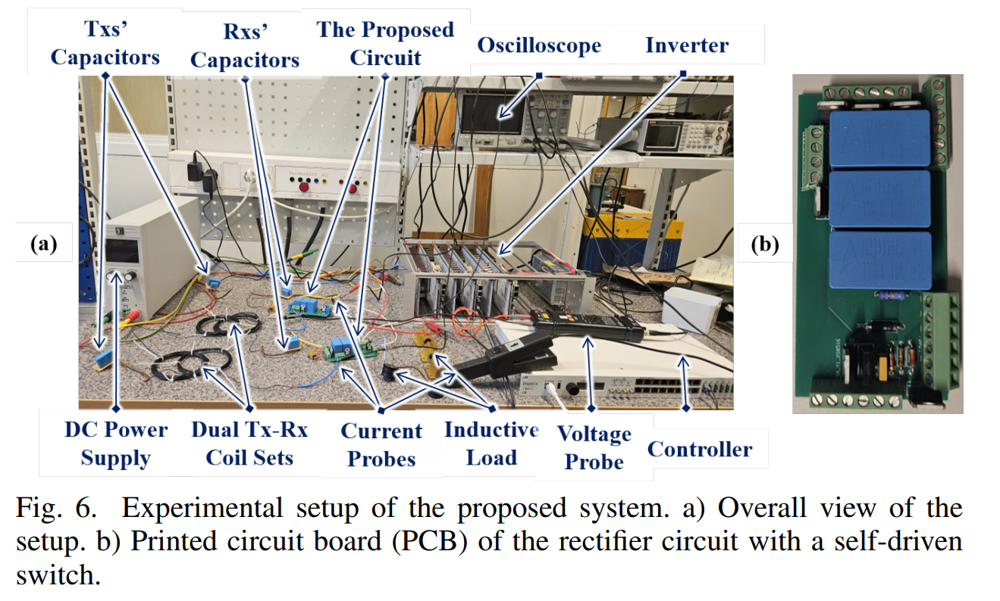 Txs’
Capacitors
Rxs’
Capacitors
The Proposed
Circuit
Oscilloscope
Inverter
(a)
(b)
DC Power
Supply
Dual Tx-Rx
Coil Sets
Current
Probes
Inductive
Load
Voltage
Probe
Controller
Fig. 6. Experimental setup of the proposed system. a) Overall view of the
setup. b) Printed circuit board (PCB) of the rectifier circuit with a self-driven
switch.